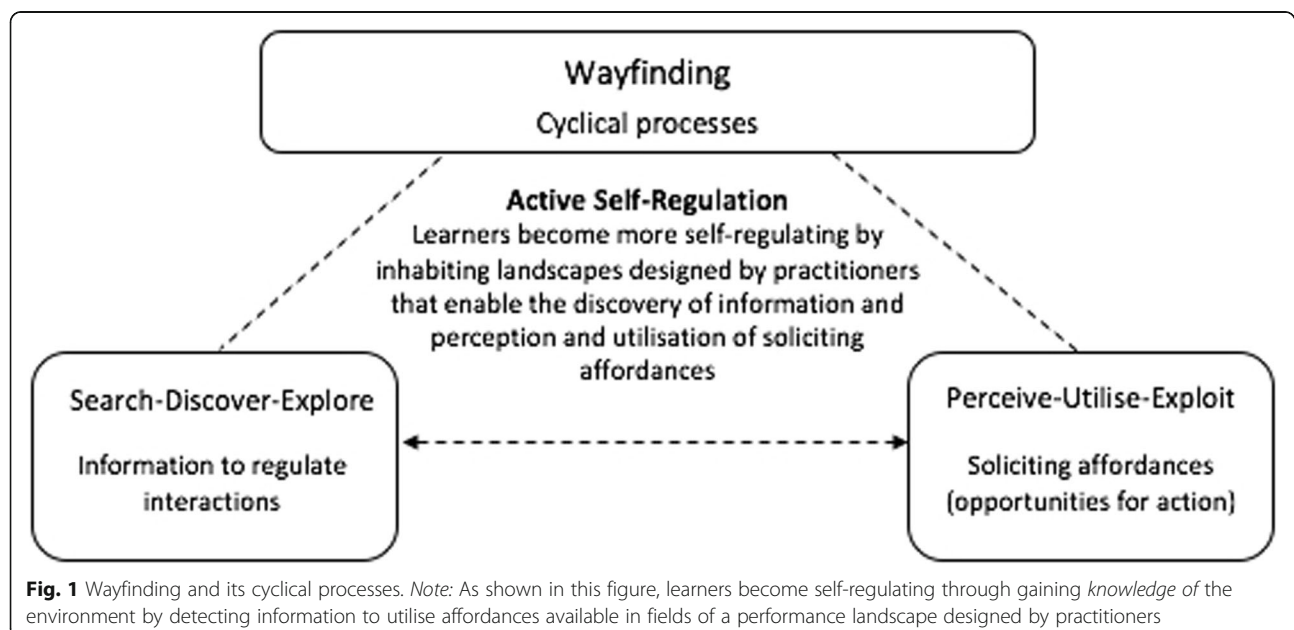 Wayfinding
Cyclical processes
Active Self-Regulation
Learners become more self-regulating by
inhabiting landscapes designed by practitioners
that enable the discovery of information and
perception and utilisation of soliciting
affordances
Search-Discover-Explore
Information to regulate
interactions
Perceive-Utilise-Exploit
Soliciting affordances
(opportunities for action)
Fig. 1 Wayfinding and its cyclical processes. Note: As shown in this figure, learners become self-regulating through gaining knowledge of the
environment by detecting information to utilise affordances available in fields of a performance landscape designed by practitioners